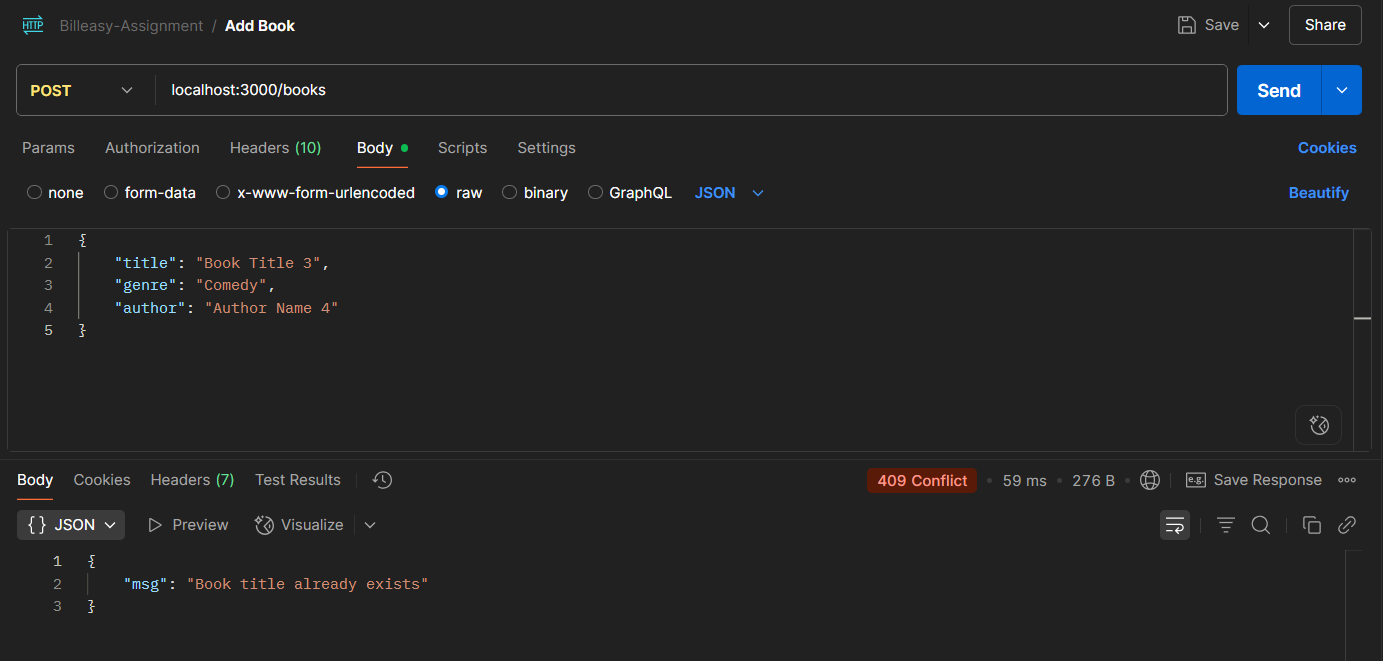 HTTP Billeasy-Assignment / Add Book Save Share
POST localhost:3000/books Send
Params Authorization Headers (10) Body Scripts Settings Cookies
none form-data x-www-form-urlencoded raw binary GraphQL JSON Beautify
1 {
2 "title": "Book Title 3",
3 "genre": "Comedy",
4 "author": "Author Name 4"
5 }
Body Cookies Headers (7) Test Results 409 Conflict • 59 ms • 276 B • e.g. Save Response
{} JSON Preview Visualize
1 {
2 "msg": "Book title already exists"
3 }